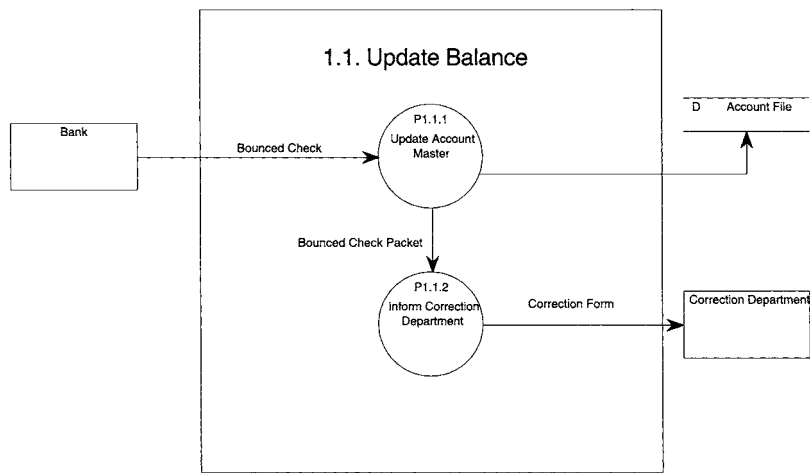 1.1. Update Balance
Bank
Bounced Check
P1.1.1
Update Account
Master
D Account File
Bounced Check Packet
P1.1.2
Inform Correction
Department
Correction Form
Correction Department